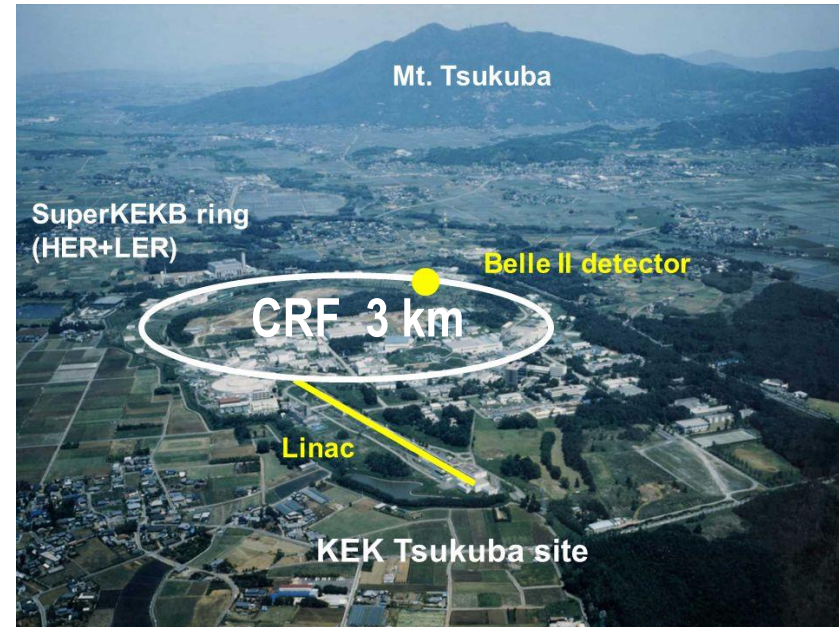 Mt. Tsukuba
SuperKEKB ring
(HER+LER)
Belle II detector
CRF 3 km
Linac
KEK Tsukuba site